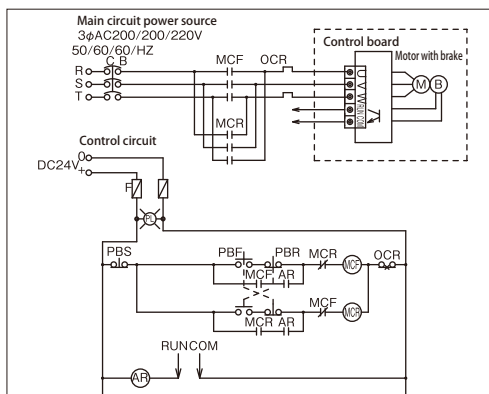 Main circuit power source
3φAC200/200/220V
50/60/60/HZ
C B
MCF
OCR
R
S
T
MCR
Control board
Motor with brake
U
V
W
RUN
COM
M
B
Control circuit
0
DC24V
+
F
PL
PBS
PBF
PBR
MCR
MCF
OCR
MCF
AR
MCF
MCR
MCR
AR
RUN
COM
AR